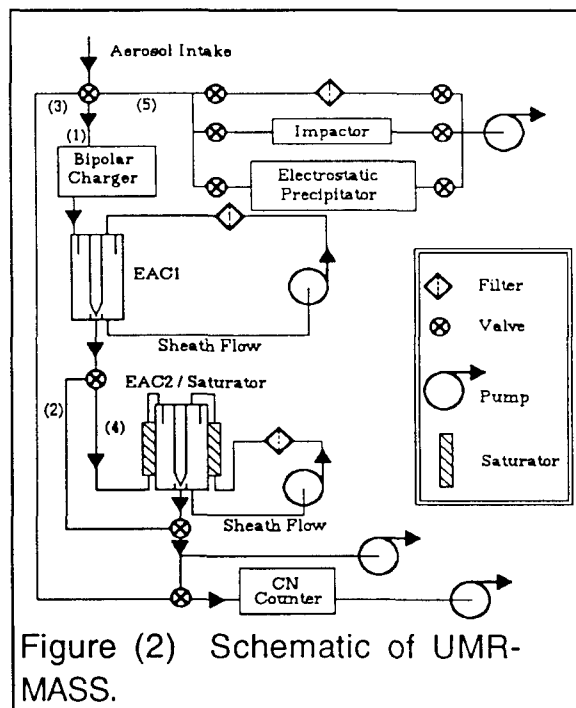 Aerosol Intake
(3)
(5)
(1)
Bipolar
Charger
Impactor
Electrostatic
Precipitator
EAC1
Sheath Flow
EAC2 / Saturator
(2)
(4)
Sheath Flow
CN
Counter
Filter
Valve
Pump
Saturator
Figure (2) Schematic of UMR-
MASS.